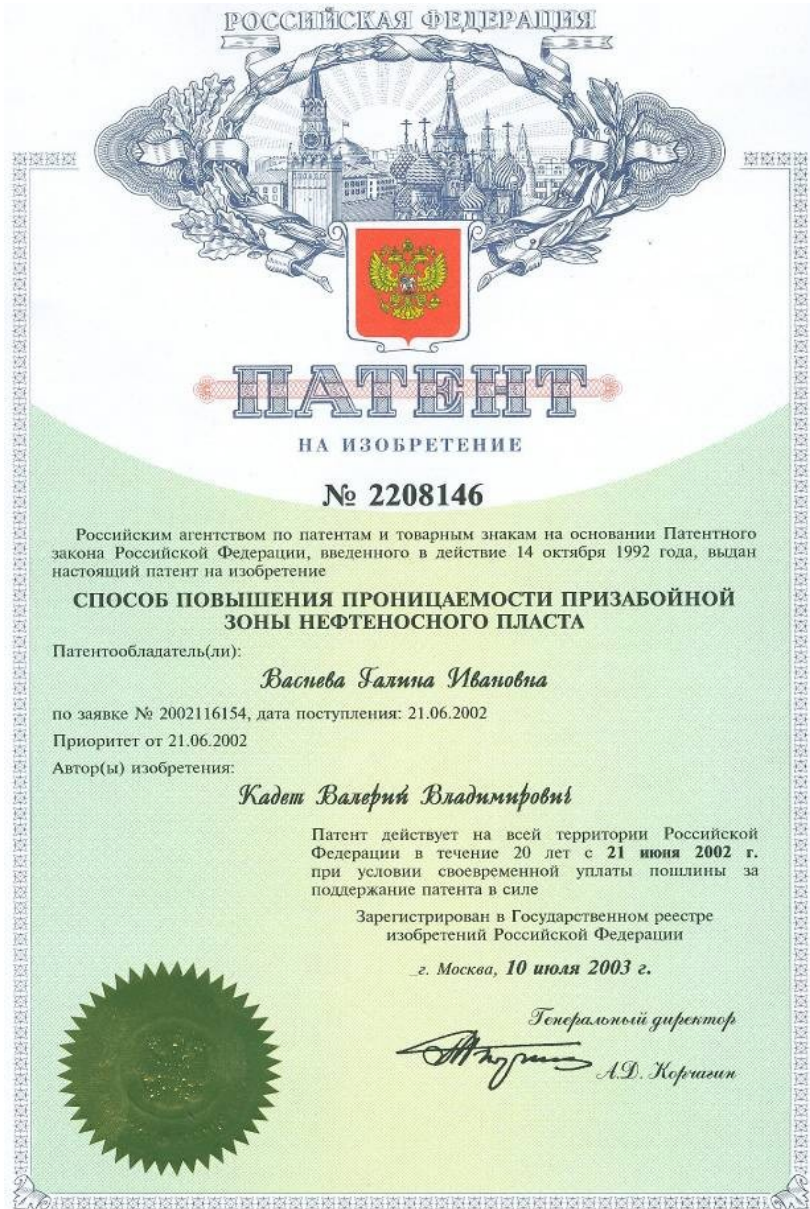 РОССИЙСКАЯ ФЕДЕРАЦИЯ
ПАТЕНТ
НА ИЗОБРЕТЕНИЕ
№ 2208146
Российским агентством по патентам и товарным знакам на основании Патентного
закона Российской Федерации, введенного в действие 14 октября 1992 года, выдан
настоящий патент на изобретение
СПОСОБ ПОВЫШЕНИЯ ПРОНИЦАЕМОСТИ ПРИЗАБОЙНОЙ
ЗОНЫ НЕФТЕНОСНОГО ПЛАСТА
Патентообладатель(ли):
Васнева Галина Ивановна
по заявке № 2002116154, дата поступления: 21.06.2002
Приоритет от 21.06.2002
Автор(ы) изобретения:
Кадет Валерий Владимирович
Патент действует на всей территории Российской
Федерации в течение 20 лет с 21 июня 2002 г.
при условии своевременной уплаты пошлины за
поддержание патента в силе
Зарегистрирован в Государственном реестре
изобретений Российской Федерации
г. Москва, 10 июля 2003 г.
Генеральный директор
А.Д. Корчагин